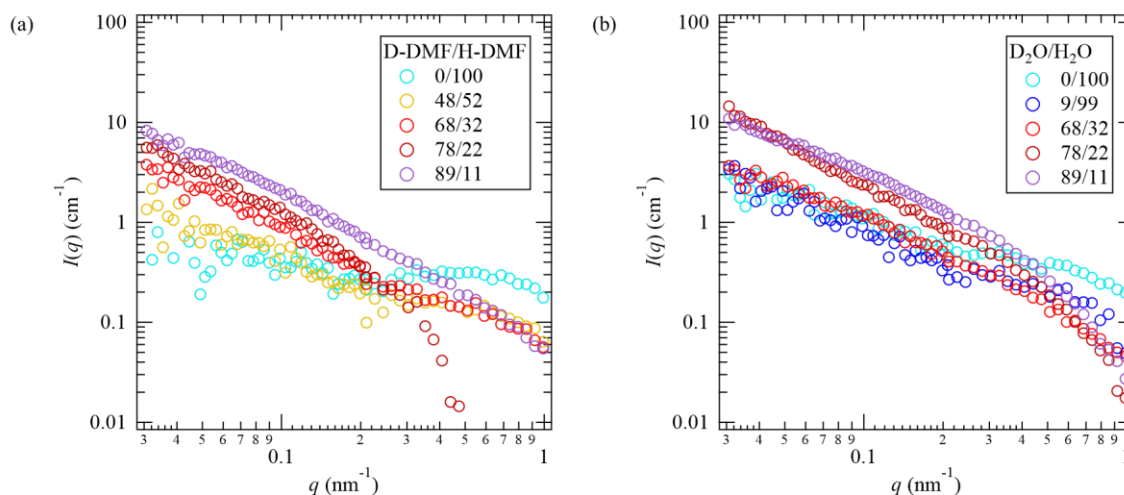 (a)
100
10
1
0.1
0.01
I(q) (cm⁻¹)
D-DMF/H-DMF
0/100
48/52
68/32
78/22
89/11
3 4 5 6 7 8 9 2 3 4 5 6 7 8 9
0.1 1
q (nm⁻¹)
(b)
100
10
1
0.1
0.01
I(q) (cm⁻¹)
D₂O/H₂O
0/100
9/99
68/32
78/22
89/11
3 4 5 6 7 8 9 2 3 4 5 6 7 8 9
0.1 1
q (nm⁻¹)